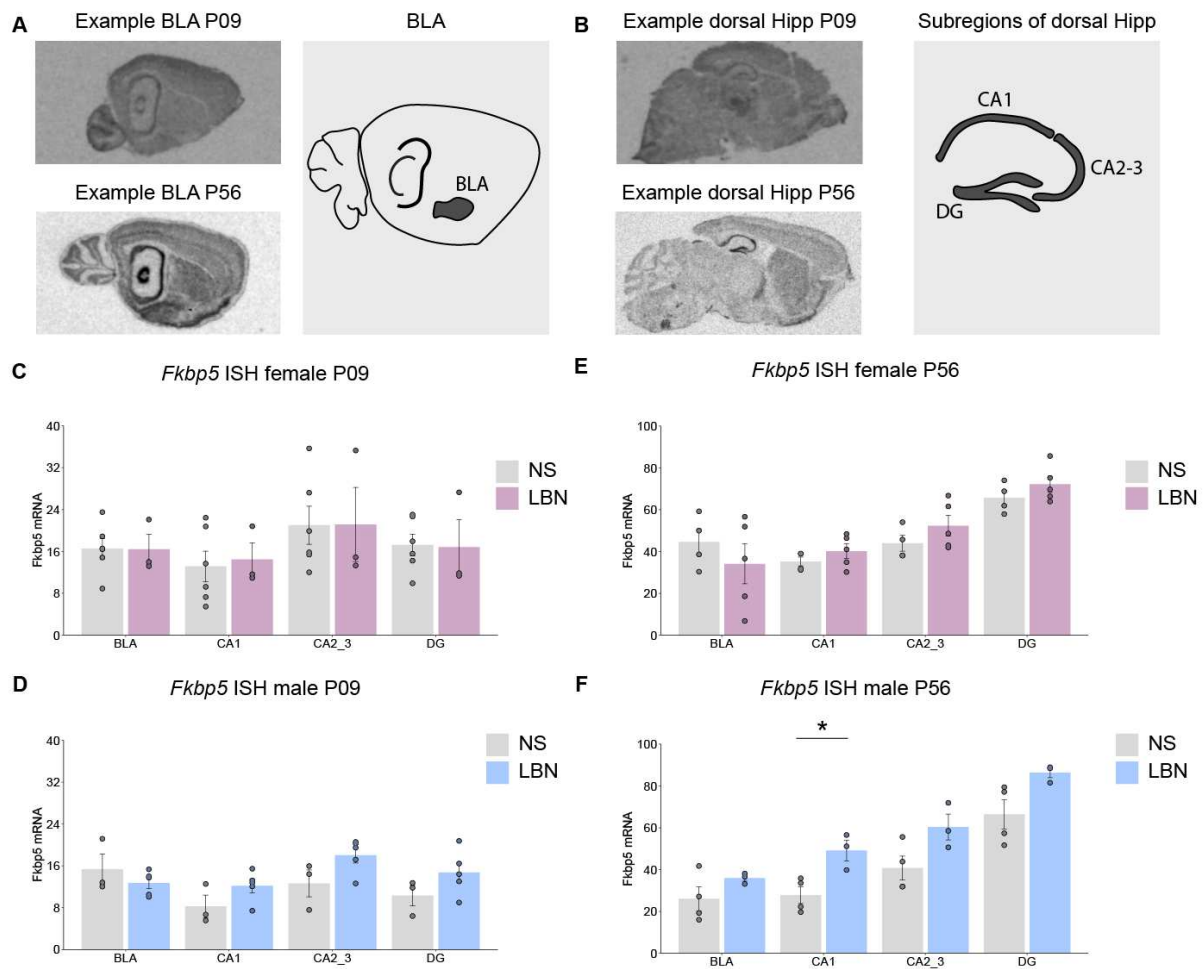 A
Example BLA P09
BLA
Example BLA P56
BLA
B
Example dorsal Hipp P09
Subregions of dorsal Hipp
Example dorsal Hipp P56
CA1
CA2-3
DG
C
Fkbp5 ISH female P09
Fkbp5 mRNA
40
32
24
16
8
0
BLA
CA1
CA2_3
DG
NS
LBN
E
Fkbp5 ISH female P56
Fkbp5 mRNA
100
80
60
40
20
0
BLA
CA1
CA2_3
DG
NS
LBN
D
Fkbp5 ISH male P09
Fkbp5 mRNA
40
32
24
16
8
0
BLA
CA1
CA2_3
DG
NS
LBN
F
Fkbp5 ISH male P56
*
Fkbp5 mRNA
100
80
60
40
20
0
BLA
CA1
CA2_3
DG
NS
LBN